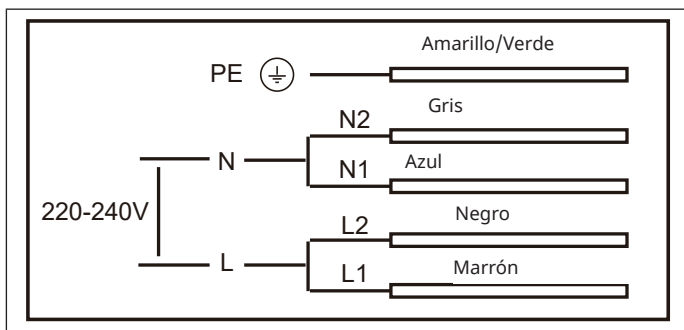 Amarillo/Verde
PE
Gris
N2
N
Azul
N1
220-240V
Negro
L2
L
Marrón
L1